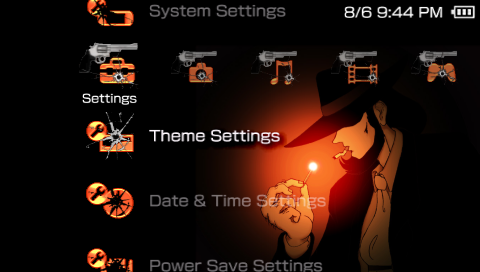 System Settings
8/6 9:44 PM
Settings
Theme Settings
Date & Time Settings
Power Save Settings